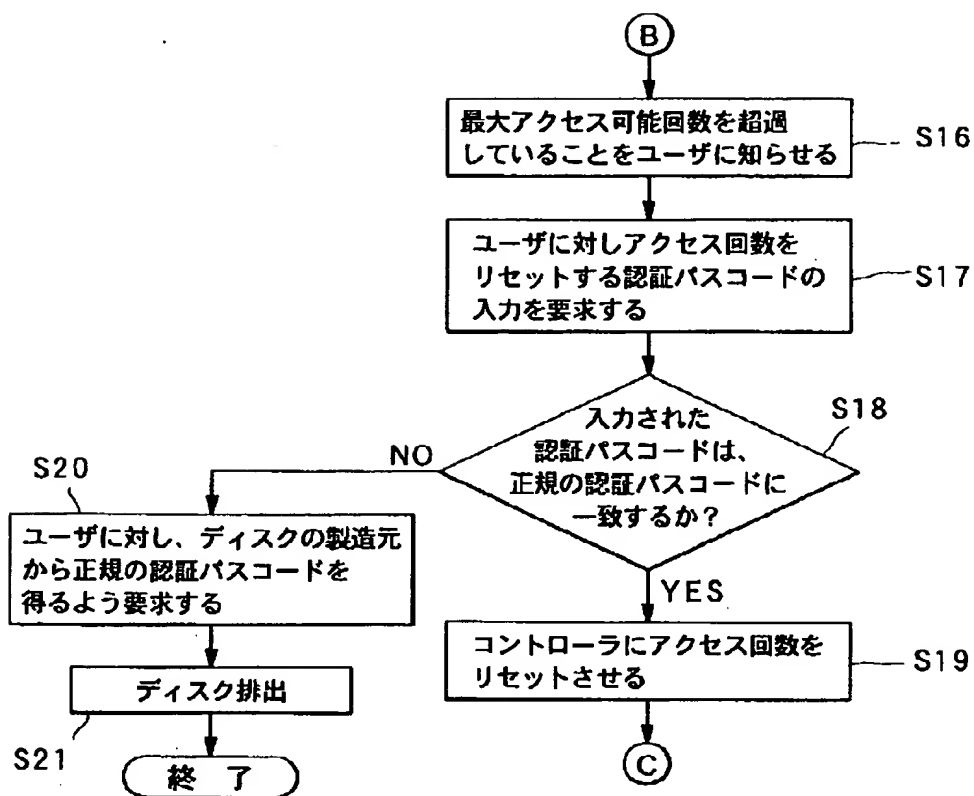 B
最大アクセス可能回数を超過
していることをユーザに知らせる
S16
ユーザに対しアクセス回数を
リセットする認証パスコードの
入力を要求する
S17
入力された
認証パスコードは、
正規の認証パスコードに
一致するか?
S18
NO
YES
S20
ユーザに対し、ディスクの製造元
から正規の認証パスコードを
得るよう要求する
コントローラにアクセス回数を
リセットさせる
S19
ディスク排出
S21
終 了
C